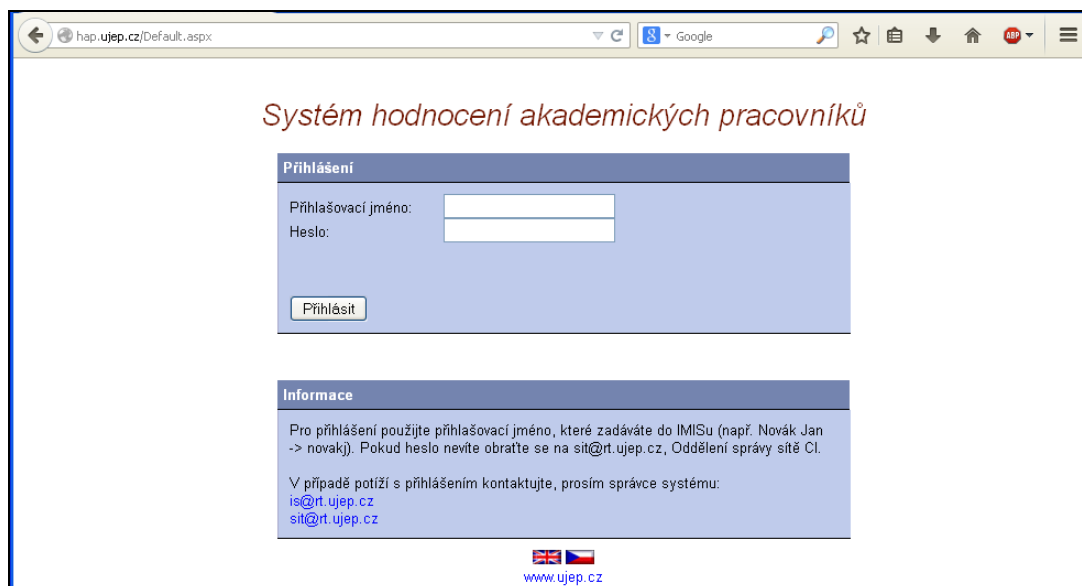 hap.ujep.cz/Default.aspx
8 Google
ABP
Systém hodnocení akademických pracovníků
Přihlášení
Přihlašovací jméno:
Heslo:
Přihlásit
Informace
Pro přihlášení použijte přihlašovací jméno, které zadáváte do IMISu (např. Novák Jan
-> novakj). Pokud heslo nevíte obraťte se na sit@rt.ujep.cz, Oddělení správy sítě CI.
V případě potíží s přihlášením kontaktujte, prosím správce systému:
is@rt.ujep.cz
sit@rt.ujep.cz
www.ujep.cz